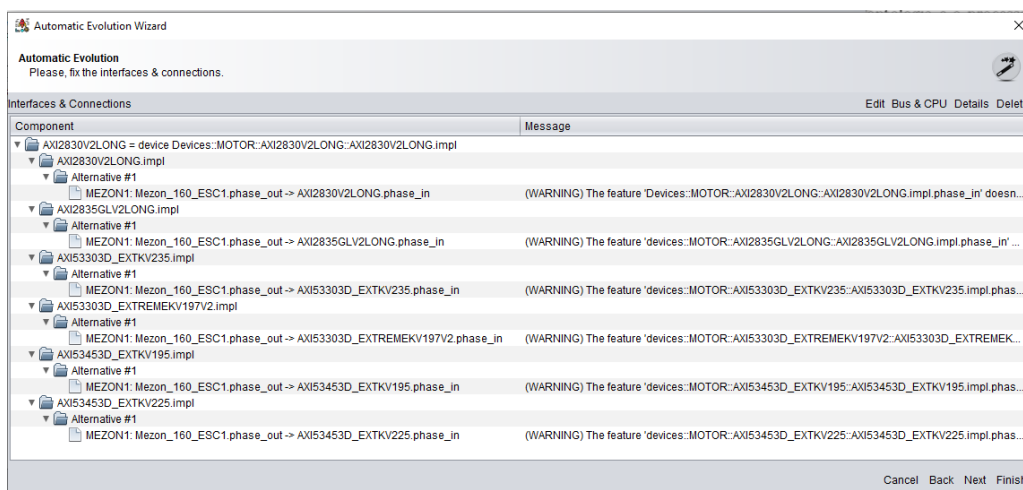 Automatic Evolution Wizard
Automatic Evolution
Please, fix the interfaces & connections.
Interfaces & Connections Edit Bus & CPU Details Delet
Component Message
AXI2830V2LONG = device Devices::MOTOR::AXI2830V2LONG::AXI2830V2LONG.impl
AXI2830V2LONG.impl
Alternative #1
MEZON1: Mezon_160_ESC1.phase_out -> AXI2830V2LONG.phase_in (WARNING) The feature 'Devices::MOTOR::AXI2830V2LONG::AXI2830V2LONG.impl.phase_in' doesn...
AXI2835GLV2LONG.impl
Alternative #1
MEZON1: Mezon_160_ESC1.phase_out -> AXI2835GLV2LONG.phase_in (WARNING) The feature 'devices::MOTOR::AXI2835GLV2LONG::AXI2835GLV2LONG.impl.phase_in' ...
AXI53303D_EXTKV235.impl
Alternative #1
MEZON1: Mezon_160_ESC1.phase_out -> AXI53303D_EXTKV235.phase_in (WARNING) The feature 'devices::MOTOR::AXI53303D_EXTKV235::AXI53303D_EXTKV235.impl.phas...
AXI53303D_EXTREMEKV197V2.impl
Alternative #1
MEZON1: Mezon_160_ESC1.phase_out -> AXI53303D_EXTREMEKV197V2.phase_in (WARNING) The feature 'devices::MOTOR::AXI53303D_EXTREMEKV197V2::AXI53303D_EXTREMEK...
AXI53453D_EXTKV195.impl
Alternative #1
MEZON1: Mezon_160_ESC1.phase_out -> AXI53453D_EXTKV195.phase_in (WARNING) The feature 'devices::MOTOR::AXI53453D_EXTKV195::AXI53453D_EXTKV195.impl.phas...
AXI53453D_EXTKV225.impl
Alternative #1
MEZON1: Mezon_160_ESC1.phase_out -> AXI53453D_EXTKV225.phase_in (WARNING) The feature 'devices::MOTOR::AXI53453D_EXTKV225::AXI53453D_EXTKV225.impl.phas...
Cancel Back Next Finish